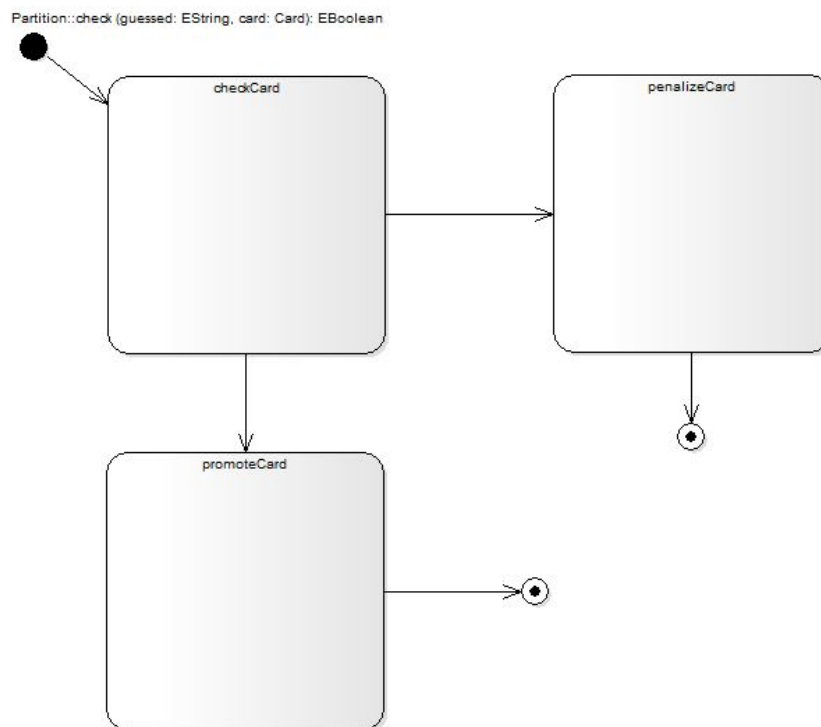 Partition::check (guessed: EString, card: Card): EBoolean
checkCard
penalizeCard
promoteCard